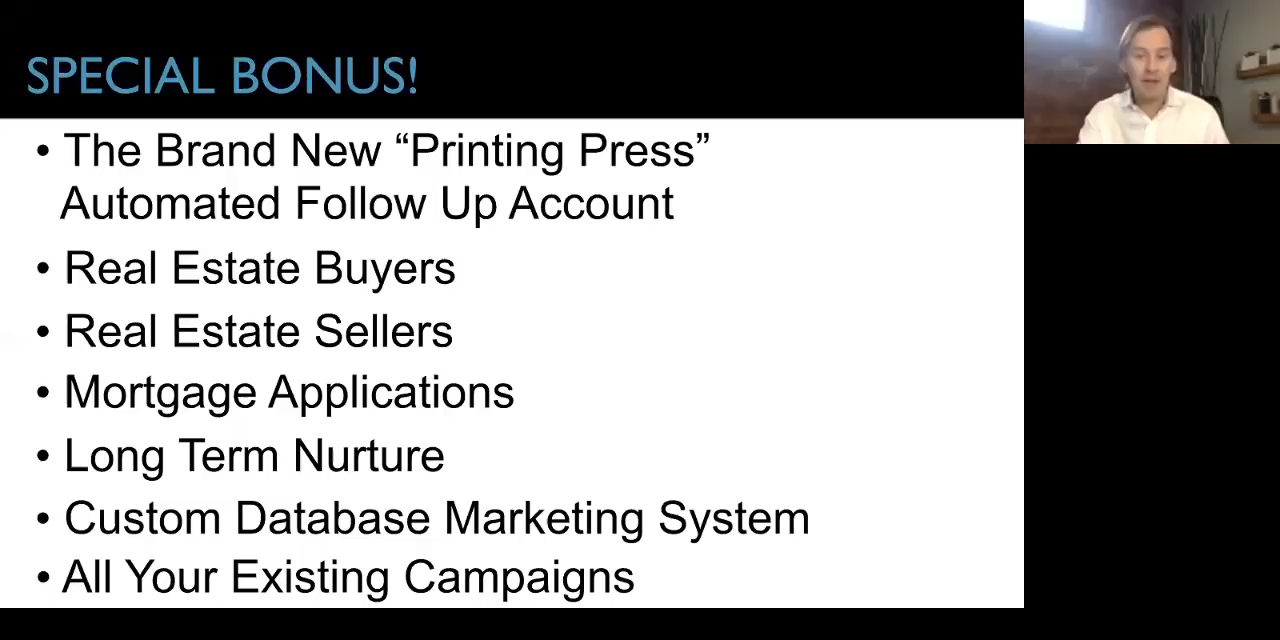 SPECIAL BONUS!
• The Brand New “Printing Press”
Automated Follow Up Account
• Real Estate Buyers
• Real Estate Sellers
• Mortgage Applications
• Long Term Nurture
• Custom Database Marketing System
• All Your Existing Campaigns